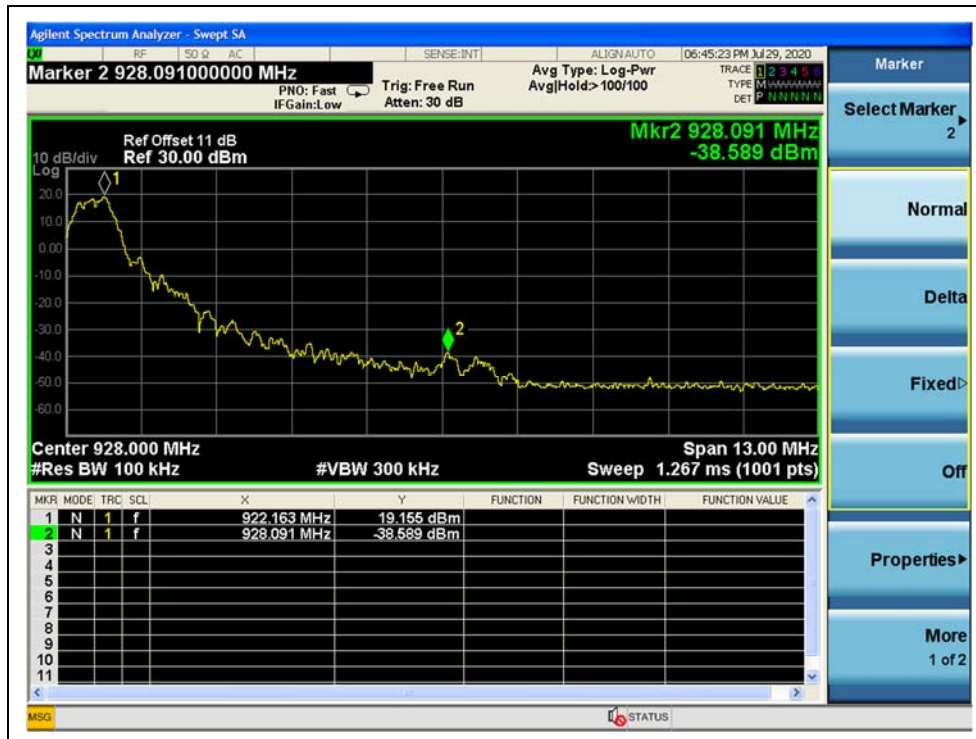 Agilent Spectrum Analyzer - Swept SA
LXI RF 50 Ω AC SENSE:INT ALIGN AUTO 06:45:23 PM Jul 29, 2020
Marker 2 928.091000000 MHz
PNO: Fast
IFGain:Low
Trig: Free Run
Atten: 30 dB
Avg Type: Log-Pwr
Avg|Hold:> 100/100
TRACE 1 2 3 4 5 6
TYPE M
DET P N N N N N
Ref Offset 11 dB
10 dB/div Ref 30.00 dBm
Log
Mkr2 928.091 MHz
-38.589 dBm
20.0
10.0
0.00
-10.0
-20.0
-30.0
-40.0
-50.0
-60.0
1
2
Center 928.000 MHz Span 13.00 MHz
#Res BW 100 kHz #VBW 300 kHz Sweep 1.267 ms (1001 pts)
MKR MODE TRC SCL X Y FUNCTION FUNCTION WIDTH FUNCTION VALUE
1 N 1 f 922.163 MHz 19.155 dBm
2 N 1 f 928.091 MHz -38.589 dBm
3
4
5
6
7
8
9
10
11
MSG STATUS
Marker
Select Marker
2
Normal
Delta
Fixed
Off
Properties
More
1 of 2